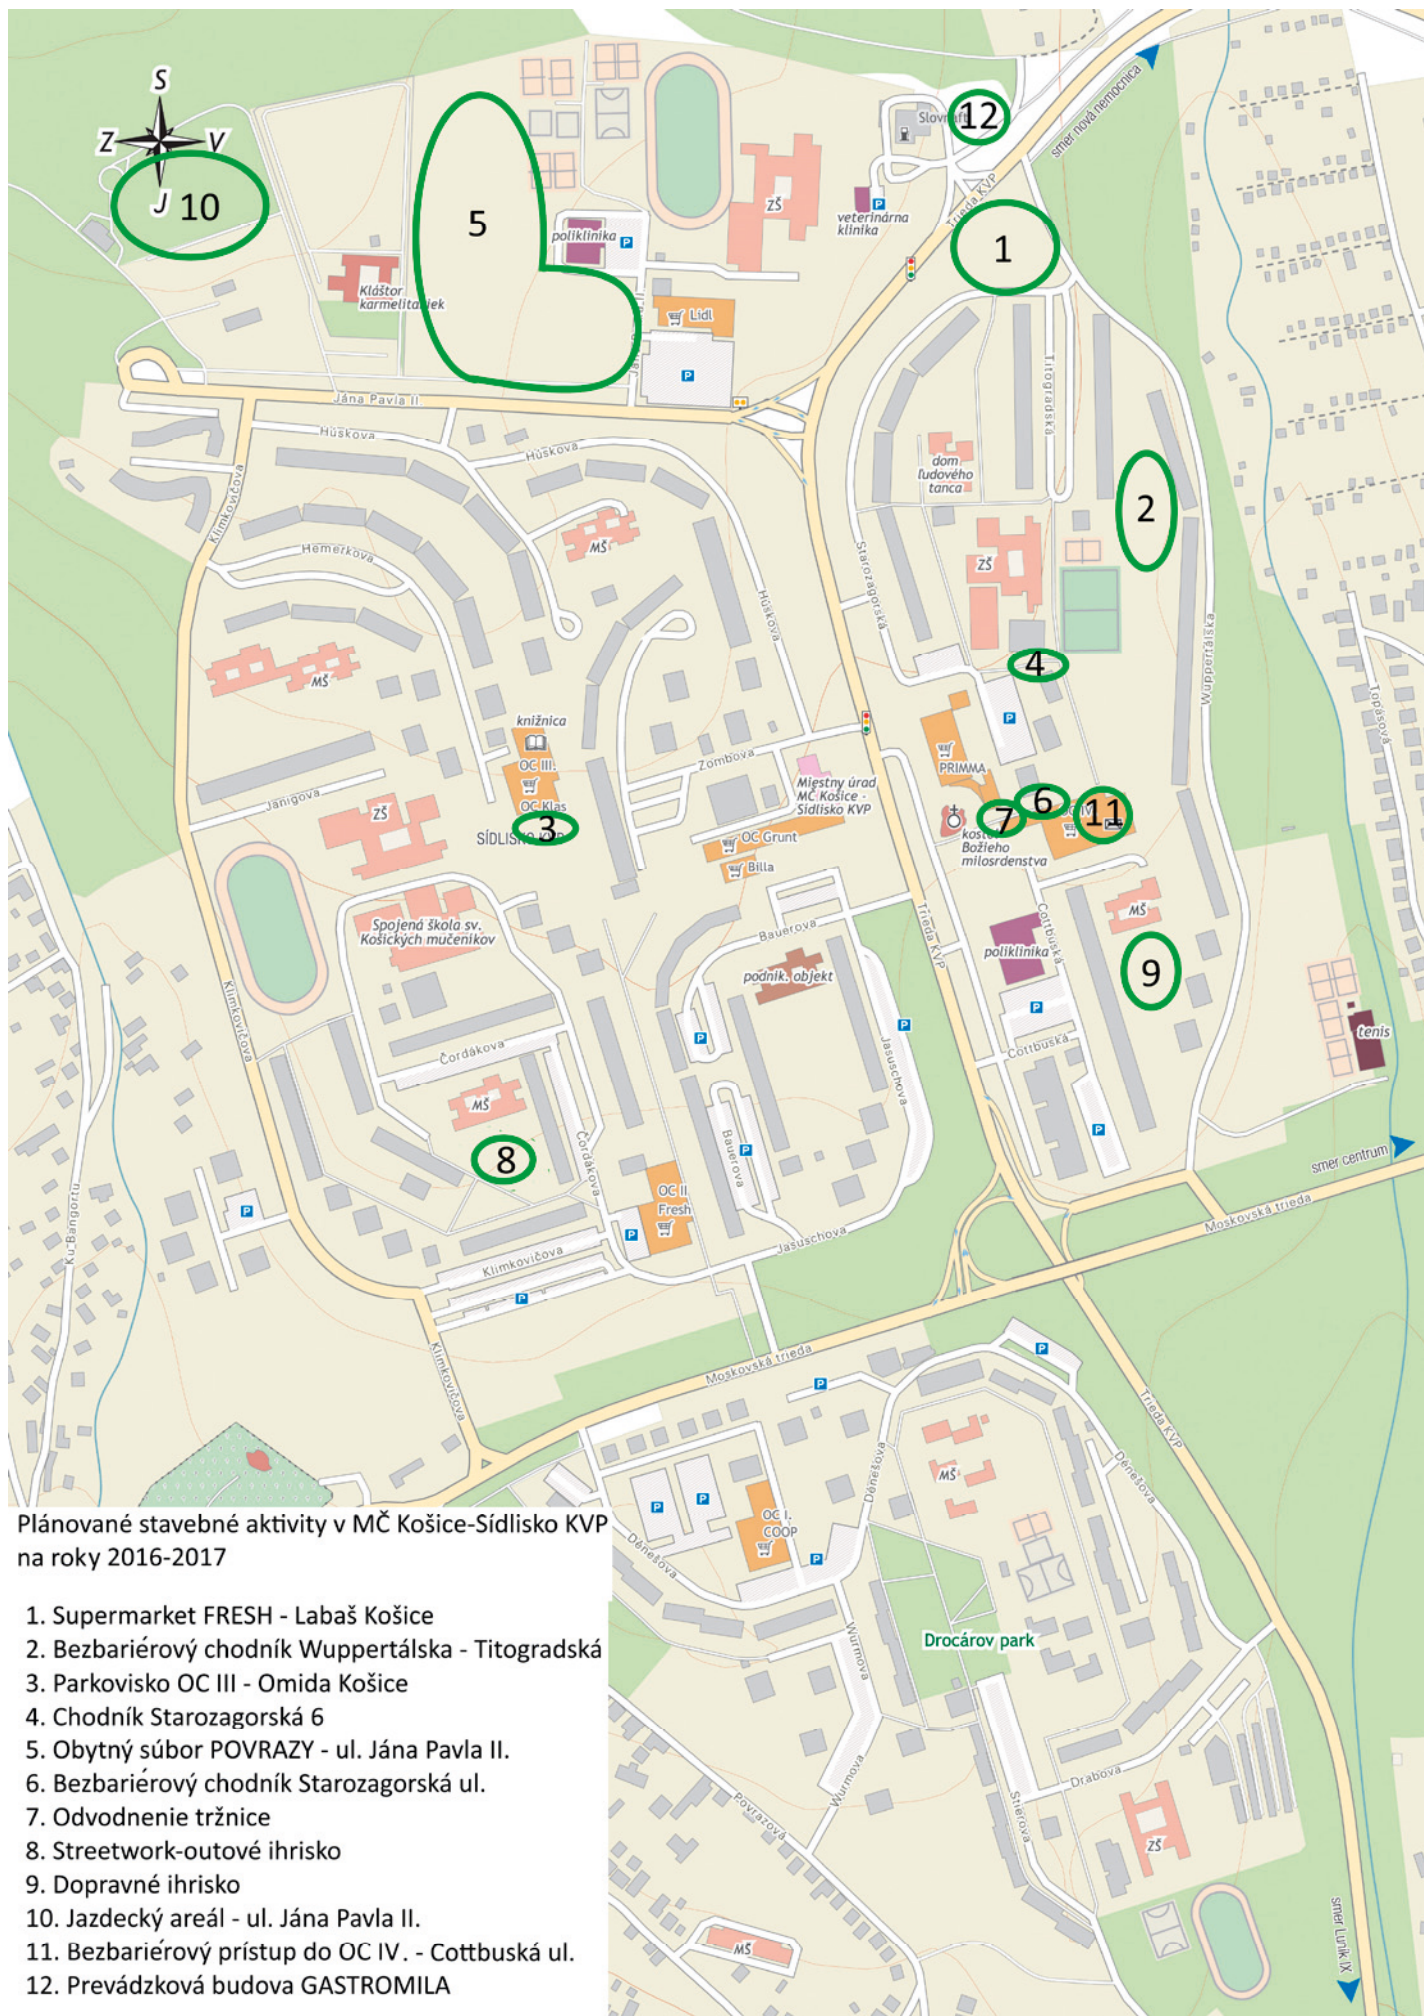 S
Z
V
J
10
5
12
Slovnaft
smer nová nemocnica
Trieda KVP
veterinárna
klinika
P
ZŠ
poliklinika
P
1
Kláštor
karmelitánok
Lidl
P
Jána Pavla II.
Jána Pavla II.
Húskova
Húskova
Titogradská
dom
ľudového
tanca
2
Klimkovičova
MŠ
Hemerkova
Starozagorská
ZŠ
Húskova
Wuppertálska
MŠ
4
Topásová
knižnica
OC III.
OC Klas
3
SÍDLISKO KVP
Zombova
P
PRIMMA
Miestny úrad
MČ Košice -
Sídlisko KVP
6
7
OC IV
11
kostol
Božieho
milosrdenstva
Janigova
ZŠ
OC Grunt
Billa
MŠ
Spojená škola sv.
Košických mučeníkov
Bauerova
Trieda KVP
Cottbuská
poliklinika
podnik. objekt
9
Klimkovičova
P
P
P
tenis
Čordákova
Jasuschova
Cottbuská
MŠ
8
Čordákova
Bauerova
P
P
smer centrum
OC II
Fresh
P
P
Ku Bangortu
Moskovská trieda
Jasuschova
Klimkovičova
P
Klimkovičova
Moskovská trieda
P
P
Trieda KVP
Dénešova
Dénešova
MŠ
P
P
OC I.
COOP
P
Dénešova
Wurmova
Drocárov park
Wurmova
Povrazová
Drabova
Stierova
ZŠ
MŠ
smer Luník IX
Plánované stavebné aktivity v MČ Košice-Sídlisko KVP
na roky 2016-2017
1. Supermarket FRESH - Labaš Košice
2. Bezbariérový chodník Wuppertálska - Titogradská
3. Parkovisko OC III - Omida Košice
4. Chodník Starozagorská 6
5. Obytný súbor POVRAZY - ul. Jána Pavla II.
6. Bezbariérový chodník Starozagorská ul.
7. Odvodnenie tržnice
8. Streetwork-outové ihrisko
9. Dopravné ihrisko
10. Jazdecký areál - ul. Jána Pavla II.
11. Bezbariérový prístup do OC IV. - Cottbuská ul.
12. Prevádzková budova GASTROMILA